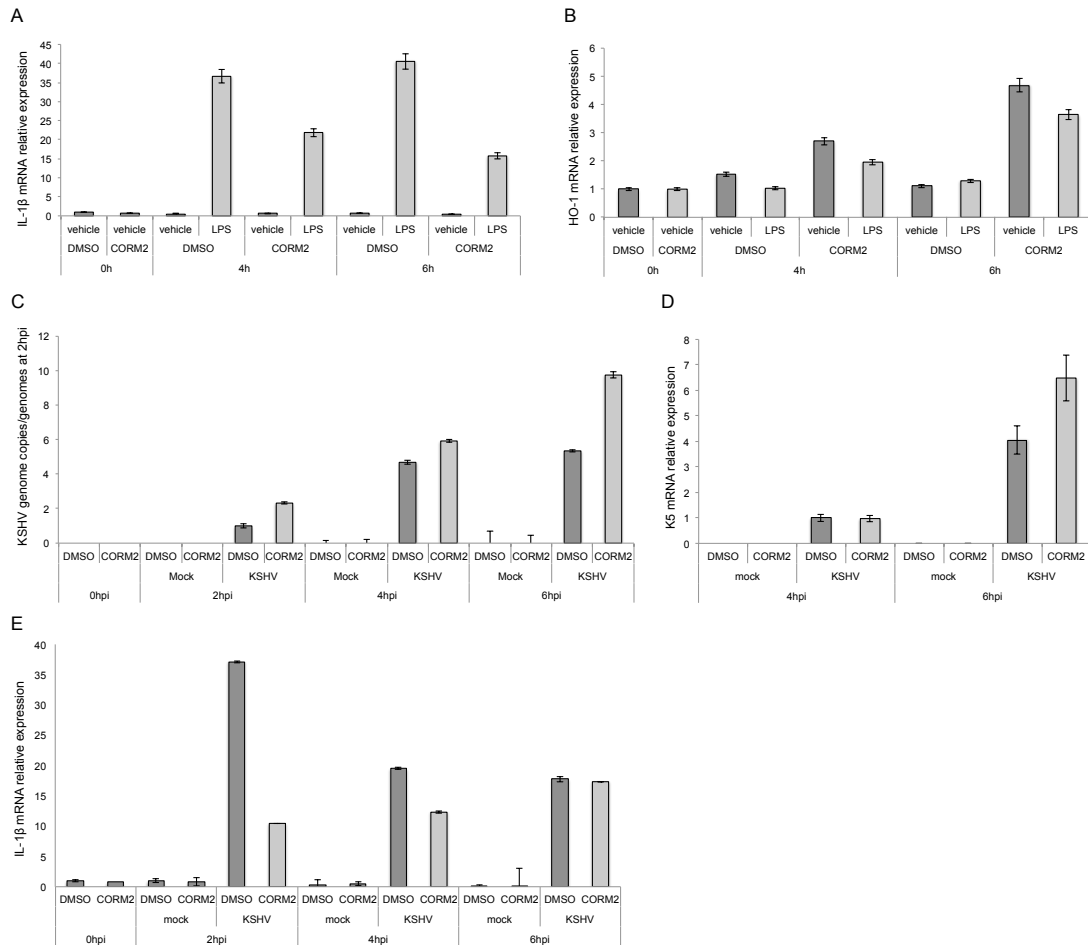 A
IL-1β mRNA relative expression
45
40
35
30
25
20
15
10
5
0
vehicle vehicle vehicle LPS vehicle LPS vehicle LPS vehicle LPS
DMSO CORM2 DMSO CORM2 DMSO CORM2
0h 4h 6h
B
HO-1 mRNA relative expression
6
5
4
3
2
1
0
vehicle vehicle vehicle LPS vehicle LPS vehicle LPS vehicle LPS
DMSO CORM2 DMSO CORM2 DMSO CORM2
0h 4h 6h
C
KSHV genome copies/genomes at 2hpi
12
10
8
6
4
2
0
DMSO CORM2 DMSO CORM2 DMSO CORM2 DMSO CORM2 DMSO CORM2 DMSO CORM2 DMSO CORM2
Mock KSHV Mock KSHV Mock KSHV
0hpi 2hpi 4hpi 6hpi
D
K5 mRNA relative expression
8
7
6
5
4
3
2
1
0
DMSO CORM2 DMSO CORM2 DMSO CORM2 DMSO CORM2
mock KSHV mock KSHV
4hpi 6hpi
E
IL-1β mRNA relative expression
40
35
30
25
20
15
10
5
0
DMSO CORM2 DMSO CORM2 DMSO CORM2 DMSO CORM2 DMSO CORM2 DMSO CORM2 DMSO CORM2
mock KSHV mock KSHV mock KSHV
0hpi 2hpi 4hpi 6hpi